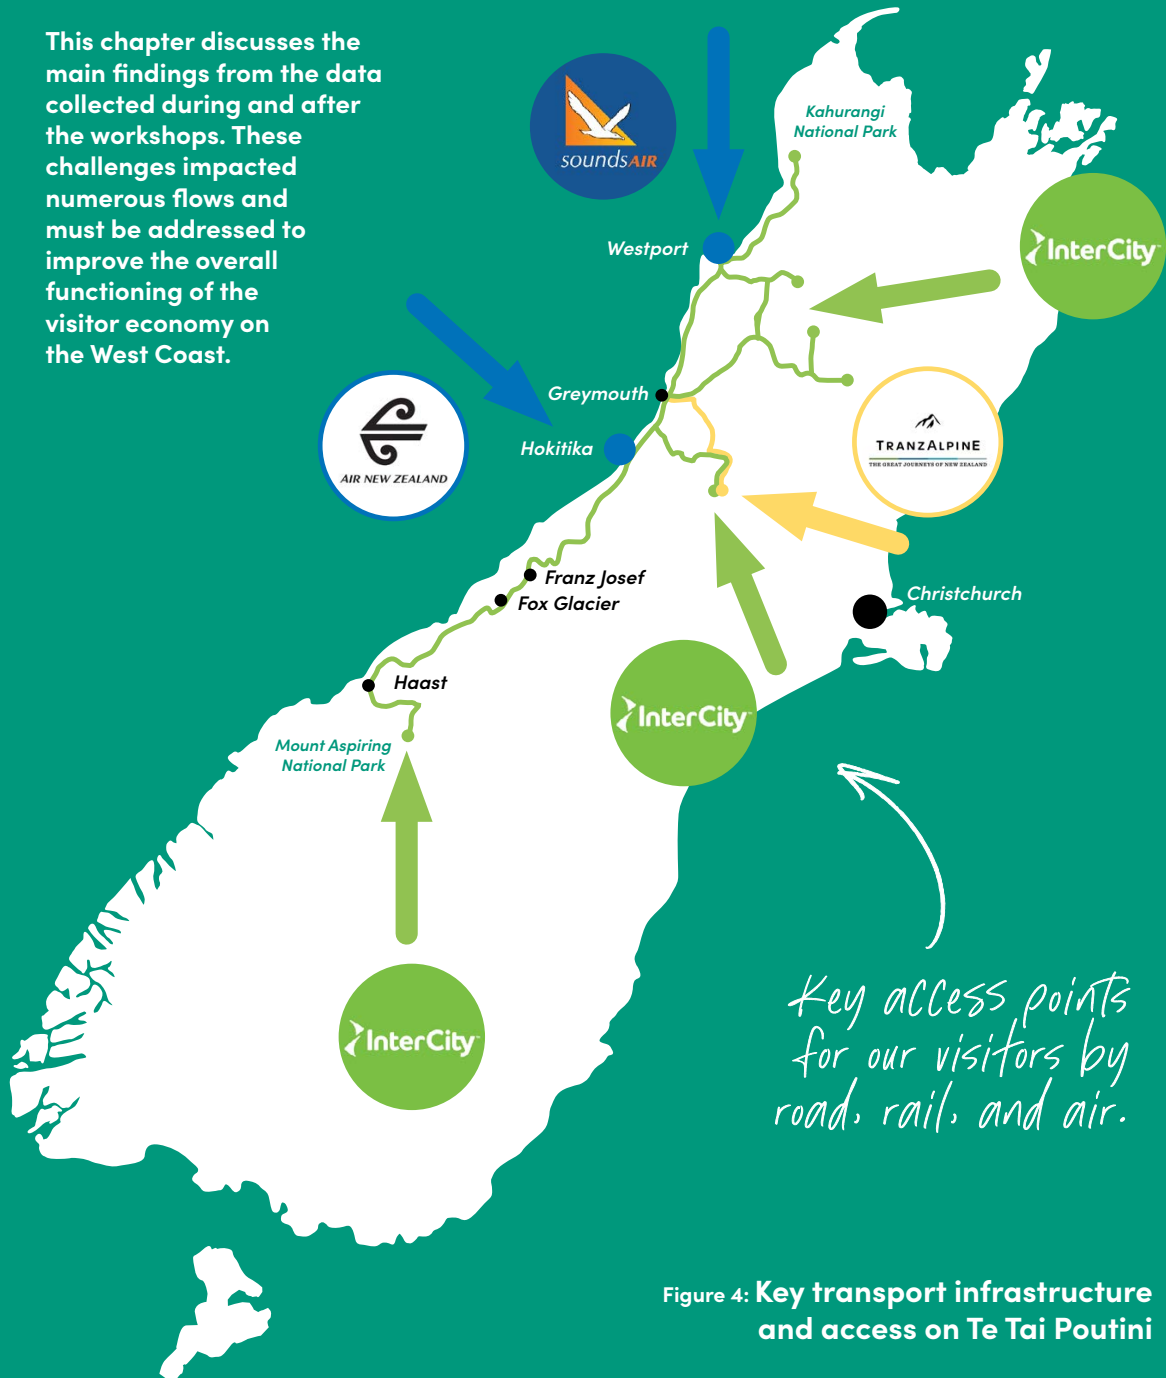 This chapter discusses the
main findings from the data
collected during and after
the workshops. These
challenges impacted
numerous flows and
must be addressed to
improve the overall
functioning of the
visitor economy on
the West Coast.
soundsAIR
Kahurangi
National Park
Westport
InterCity™
Greymouth
Hokitika
AIR NEW ZEALAND
TRANZALPINE
THE GREAT JOURNEYS OF NEW ZEALAND
Franz Josef
Fox Glacier
Christchurch
Haast
InterCity™
Mount Aspiring
National Park
InterCity™
Key access points
for our visitors by
road, rail, and air.
Figure 4: Key transport infrastructure
and access on Te Tai Poutini